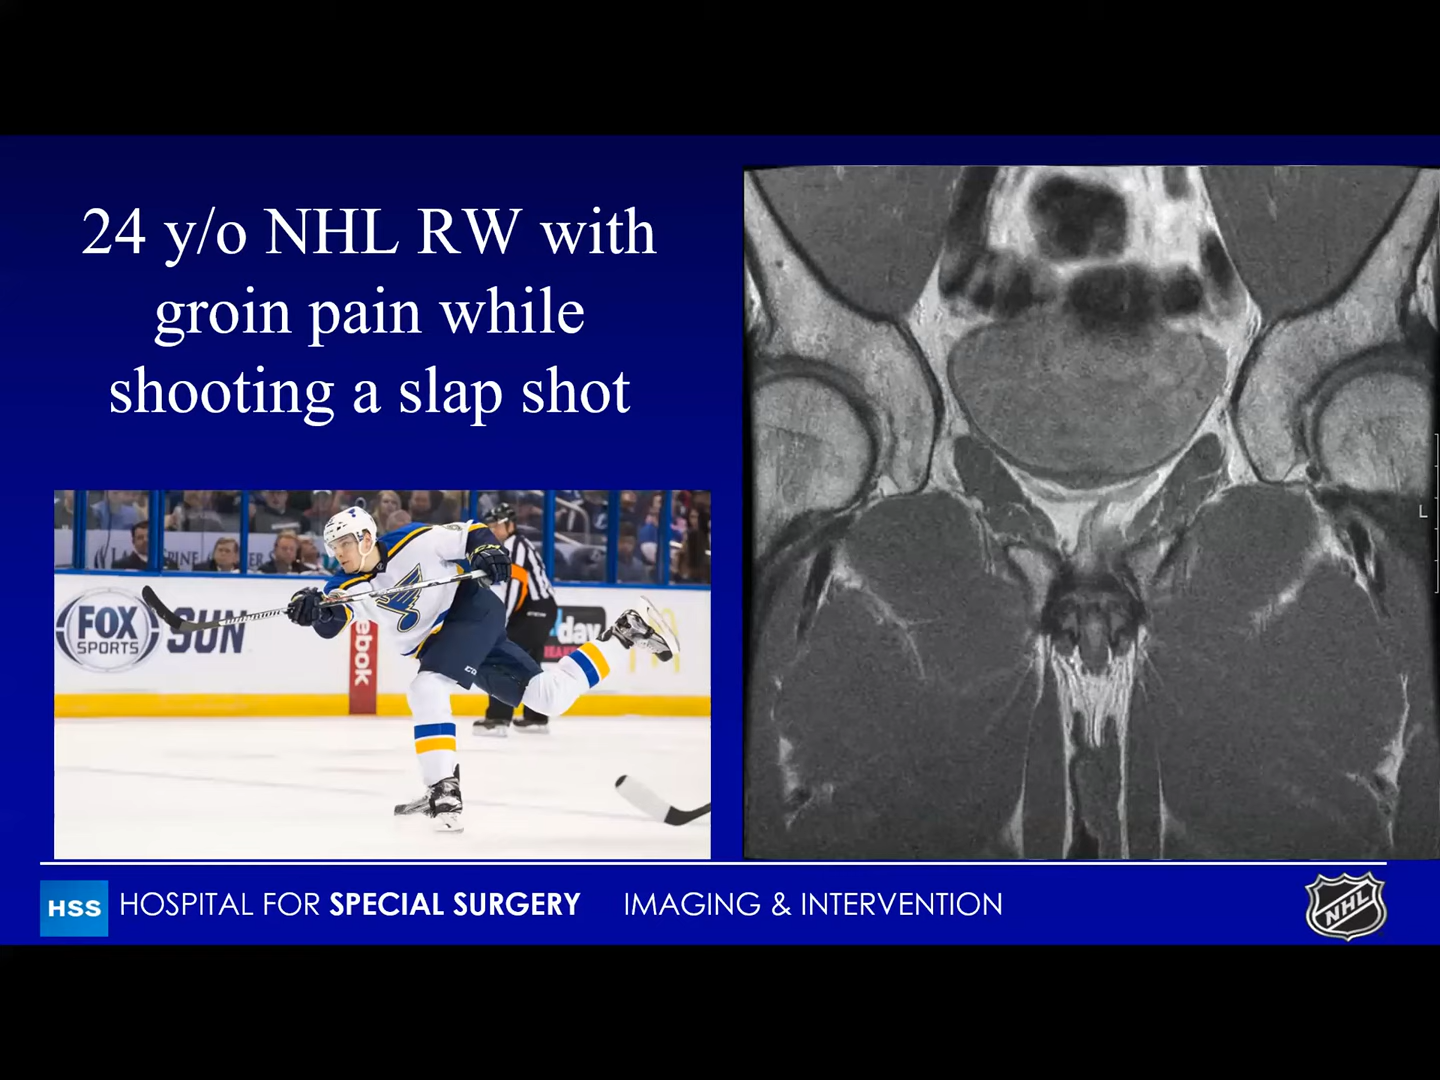 24 y/o NHL RW with
groin pain while
shooting a slap shot
L
FOX
SPORTS
SUN
ebok
day
HSS
HOSPITAL FOR SPECIAL SURGERY IMAGING & INTERVENTION
NHL